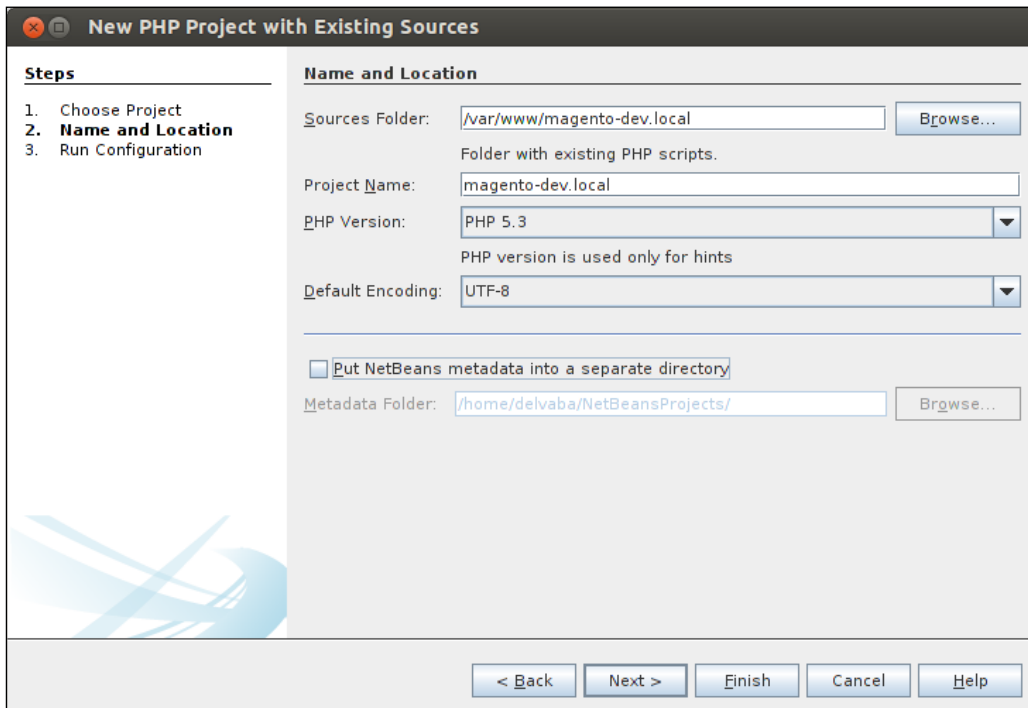 New PHP Project with Existing Sources
Steps
1. Choose Project
2. Name and Location
3. Run Configuration
Name and Location
Sources Folder: /var/www/magento-dev.local Browse...
Folder with existing PHP scripts.
Project Name: magento-dev.local
PHP Version: PHP 5.3
PHP version is used only for hints
Default Encoding: UTF-8
Put NetBeans metadata into a separate directory
Metadata Folder: /home/delvaba/NetBeansProjects/ Browse...
< Back Next > Finish Cancel Help